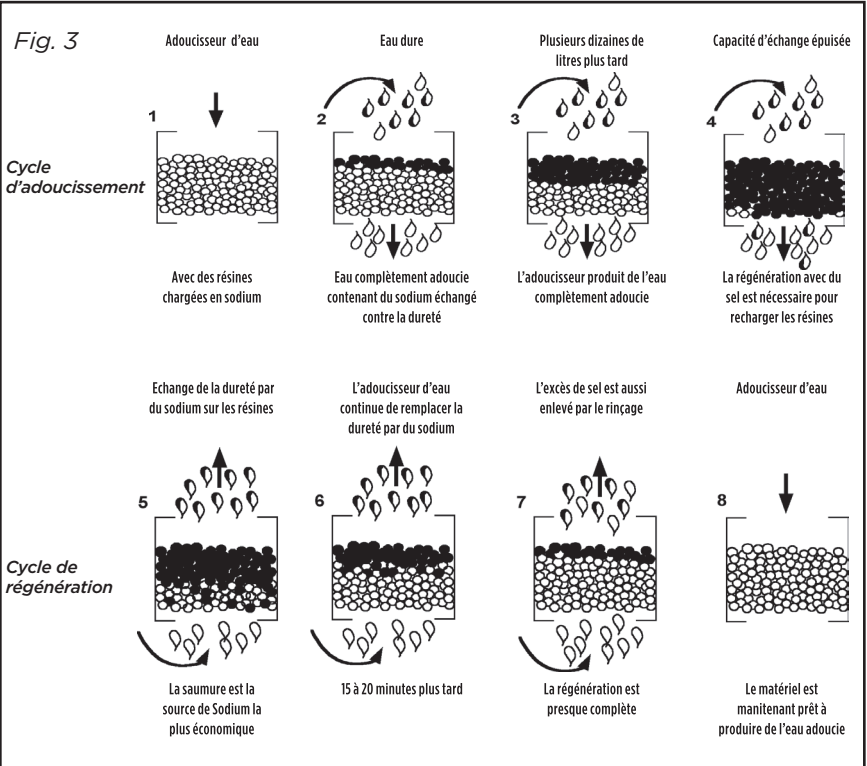 Fig. 3
Adoucisseur d'eau
Eau dure
Plusieurs dizaines de
litres plus tard
Capacité d'échange épuisée
1
2
3
4
Cycle
d'adoucissement
Avec des résines
chargées en sodium
Eau complètement adoucie
contenant du sodium échangé
contre la dureté
L'adoucisseur produit de l'eau
complètement adoucie
La régénération avec du
sel est nécessaire pour
recharger les résines
Echange de la dureté par
du sodium sur les résines
L'adoucisseur d'eau
continue de remplacer la
dureté par du sodium
L'excès de sel est aussi
enlevé par le rinçage
Adoucisseur d'eau
5
6
7
8
Cycle de
régénération
La saumure est la
source de Sodium la
plus économique
15 à 20 minutes plus tard
La régénération est
presque complète
Le matériel est
manitenant prêt à
produire de l'eau adoucie